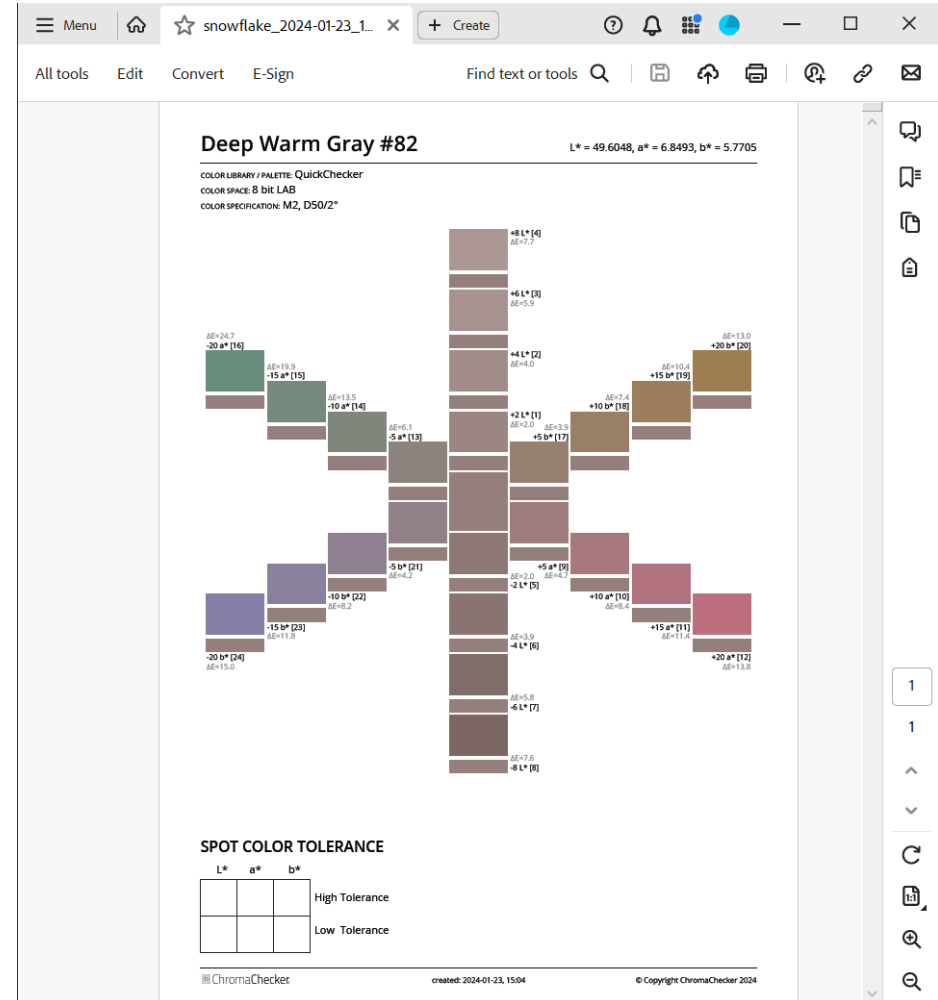 Menu
snowflake_2024-01-23_1...
+ Create
All tools Edit Convert E-Sign Find text or tools
Deep Warm Gray #82
L* = 49.6048, a* = 6.8493, b* = 5.7705
COLOR LIBRARY / PALETTE: QuickChecker
COLOR SPACE: 8 bit LAB
COLOR SPECIFICATION: M2, D50/2°
+8 L* [4]
ΔE=7.7
+6 L* [3]
ΔE=5.9
ΔE=24.7
-20 a* [16]
ΔE=13.0
+20 b* [20]
+4 L* [2]
ΔE=4.0
ΔE=19.9
-15 a* [15]
ΔE=10.4
+15 b* [19]
ΔE=13.5
-10 a* [14]
ΔE=7.4
+10 b* [18]
+2 L* [1]
ΔE=2.0
ΔE=6.1
-5 a* [13]
ΔE=3.9
+5 b* [17]
-5 b* [21]
ΔE=4.2
+5 a* [9]
ΔE=4.7
ΔE=2.0
-2 L* [5]
-10 b* [22]
ΔE=8.2
+10 a* [10]
ΔE=8.4
-15 b* [23]
ΔE=11.8
+15 a* [11]
ΔE=11.4
ΔE=3.9
-4 L* [6]
-20 b* [24]
ΔE=15.0
+20 a* [12]
ΔE=13.8
ΔE=5.8
-6 L* [7]
ΔE=7.6
-8 L* [8]
SPOT COLOR TOLERANCE
L* a* b*
High Tolerance
Low Tolerance
ChromaChecker
created: 2024-01-23, 15:04
© Copyright ChromaChecker 2024
1
1
1:1